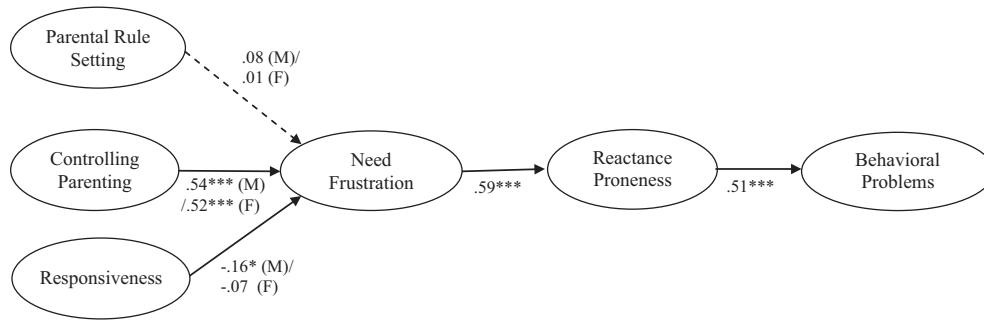 Parental Rule
Setting
.08 (M)/
.01 (F)
Controlling
Parenting
.54*** (M)
/.52*** (F)
Need
Frustration
.59***
Reactance
Proneness
.51***
Behavioral
Problems
Responsiveness
-.16* (M)/
-.07 (F)